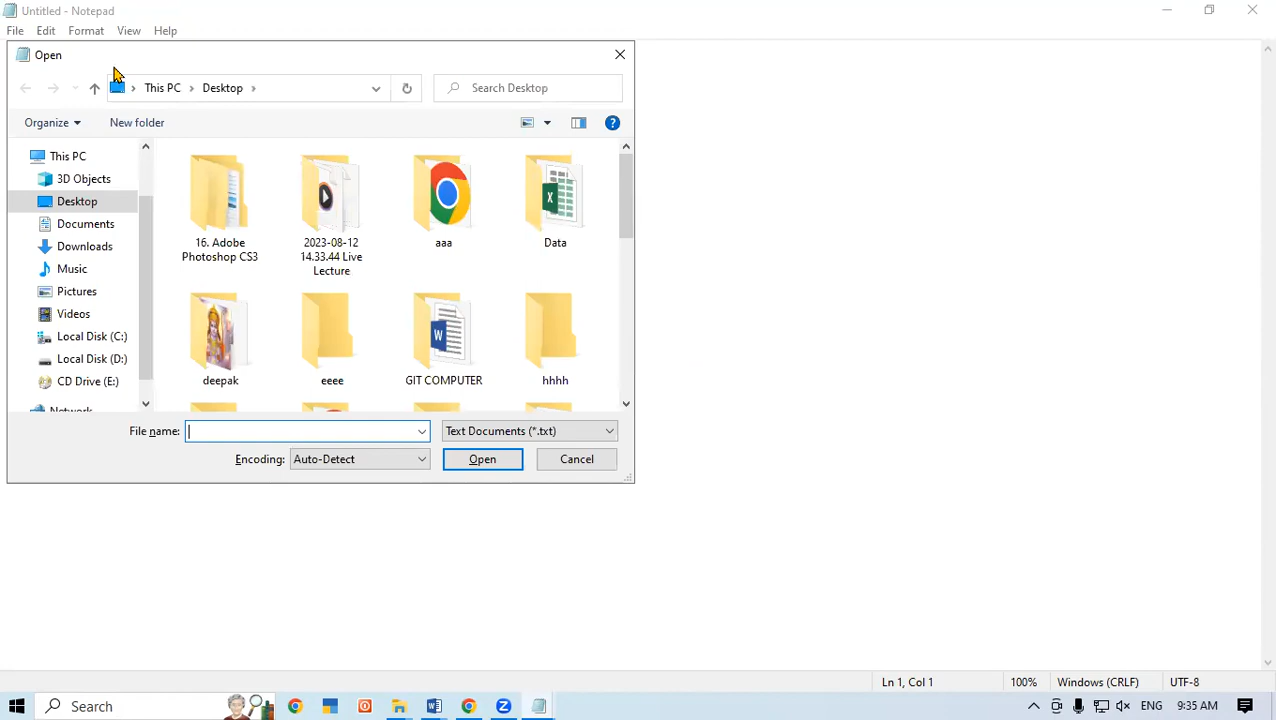 Untitled - Notepad
File Edit Format View Help
Open
This PC Desktop
Search Desktop
Organize New folder
This PC
3D Objects
Desktop
Documents
Downloads
Music
Pictures
Videos
Local Disk (C:)
Local Disk (D:)
CD Drive (E:)
Network
16. Adobe
Photoshop CS3
2023-08-12
14.33.44 Live
Lecture
aaa
Data
deepak
eeee
GIT COMPUTER
hhhh
File name:
Text Documents (*.txt)
Encoding: Auto-Detect
Open
Cancel
Ln 1, Col 1
100%
Windows (CRLF)
UTF-8
Search
ENG
9:35 AM